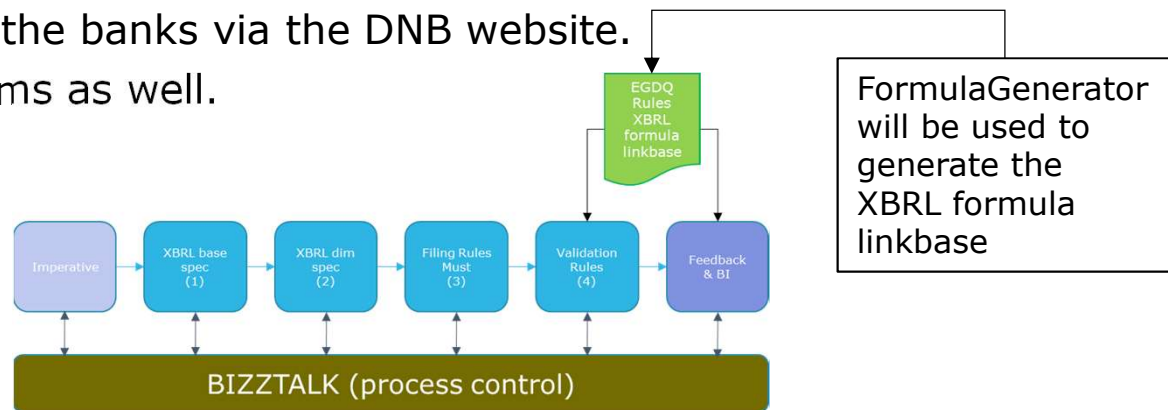 the banks via the DNB website.
ms as well.
EGDQ
Rules
XBRL
formula
linkbase
FormulaGenerator
will be used to
generate the
XBRL formula
linkbase
Imperative
XBRL base
spec
(1)
XBRL dim
spec
(2)
Filing Rules
Must
(3)
Validation
Rules
(4)
Feedback
& BI
BIZZTALK (process control)